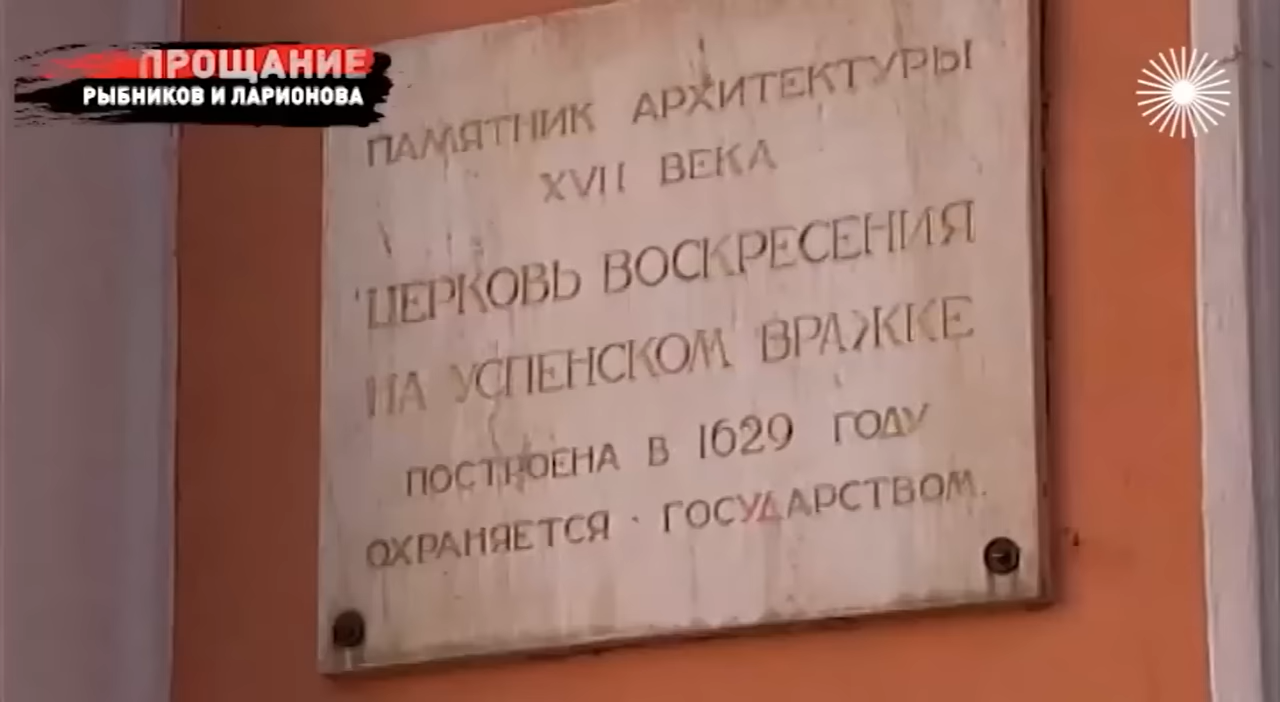 ПРОЩАНИЕ
РЫБНИКОВ И ЛАРИОНОВА
ПАМЯТНИК АРХИТЕКТУРЫ
XVII ВЕКА
ЦЕРКОВЬ ВОСКРЕСЕНИЯ
НА УСПЕНСКОМ ВРАЖКЕ
ПОСТРОЕНА В 1629 ГОДУ
ОХРАНЯЕТСЯ · ГОСУДАРСТВОМ.